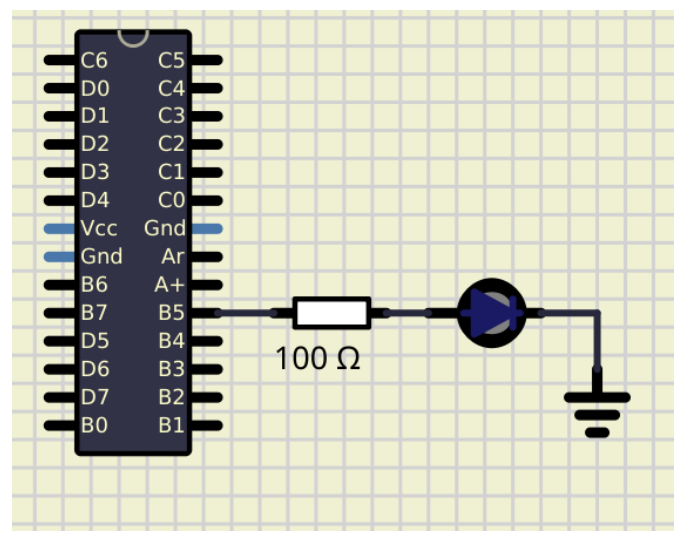 C6 C5
D0 C4
D1 C3
D2 C2
D3 C1
D4 C0
Vcc Gnd
Gnd Ar
B6 A+
B7 B5
D5 B4
D6 B3
D7 B2
B0 B1
100 Ω